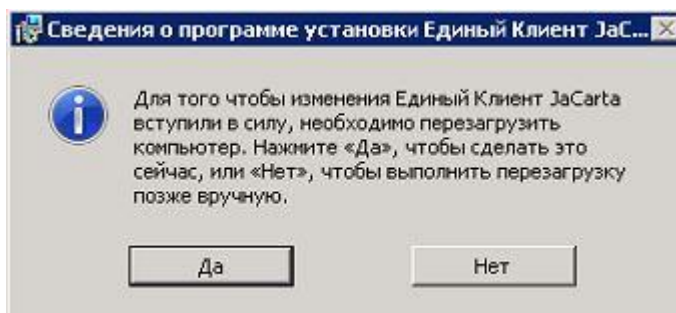 Сведения о программе установки Единый Клиент JaC...
Для того чтобы изменения Единый Клиент JaCarta
вступили в силу, необходимо перезагрузить
компьютер. Нажмите «Да», чтобы сделать это
сейчас, или «Нет», чтобы выполнить перезагрузку
позже вручную.
Да
Нет